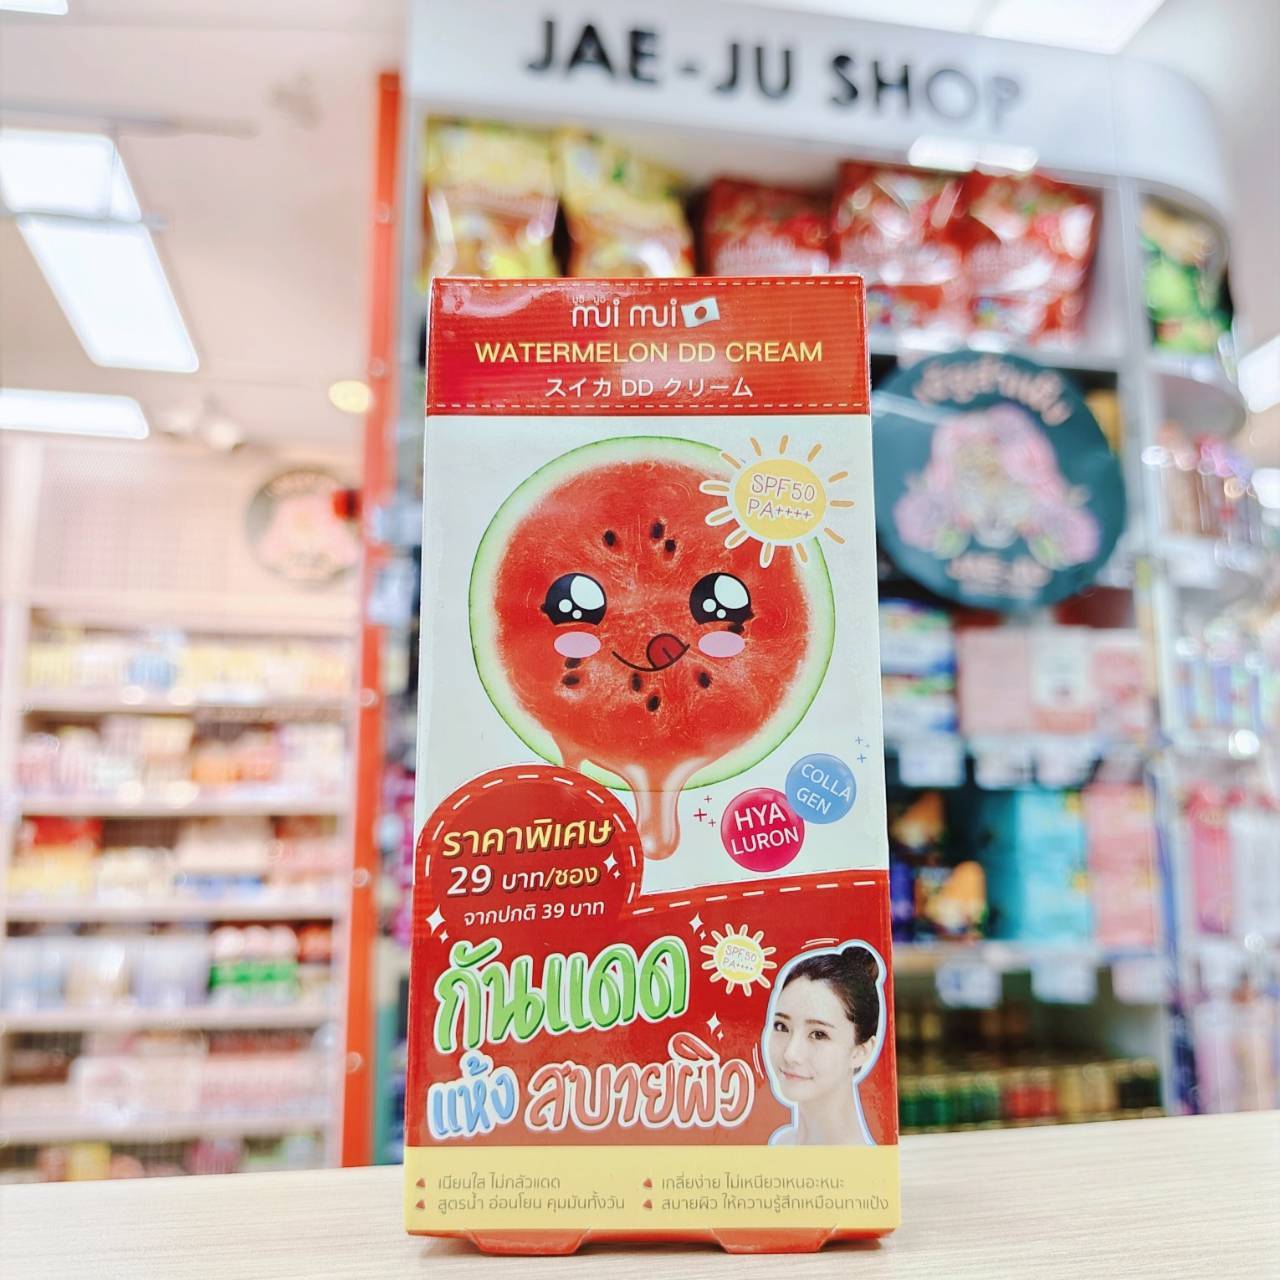 JAE-JU SHOP
มุอิ มุอิ
mui mui
WATERMELON DD CREAM
スイカ DD クリーム
SPF50
PA++++
COLLA
GEN
HYA
LURON
ราคาพิเศษ
29 บาท/ซอง
จากปกติ 39 บาท
SPF50
PA++++
กันแดด
แห้ง สบายผิว
เนียนใส ไม่กลัวแดด
เกลี่ยง่าย ไม่เหนียวเหนอะหนะ
สูตรน้ำ อ่อนโยน คุมมันทั้งวัน
สบายผิว ให้ความรู้สึกเหมือนทาแป้ง